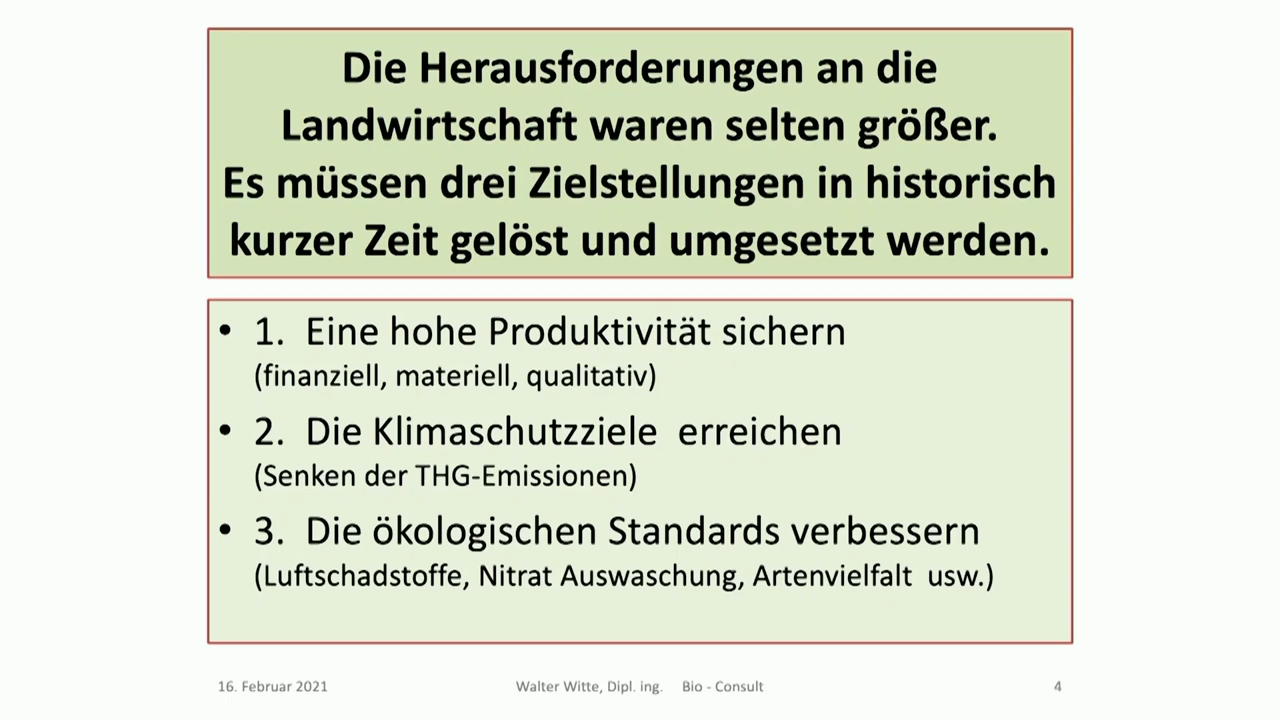 Die Herausforderungen an die
Landwirtschaft waren selten größer.
Es müssen drei Zielstellungen in historisch
kurzer Zeit gelöst und umgesetzt werden.
• 1. Eine hohe Produktivität sichern
(finanziell, materiell, qualitativ)
• 2. Die Klimaschutzziele erreichen
(Senken der THG-Emissionen)
• 3. Die ökologischen Standards verbessern
(Luftschadstoffe, Nitrat Auswaschung, Artenvielfalt usw.)
16. Februar 2021 Walter Witte, Dipl. ing. Bio - Consult 4